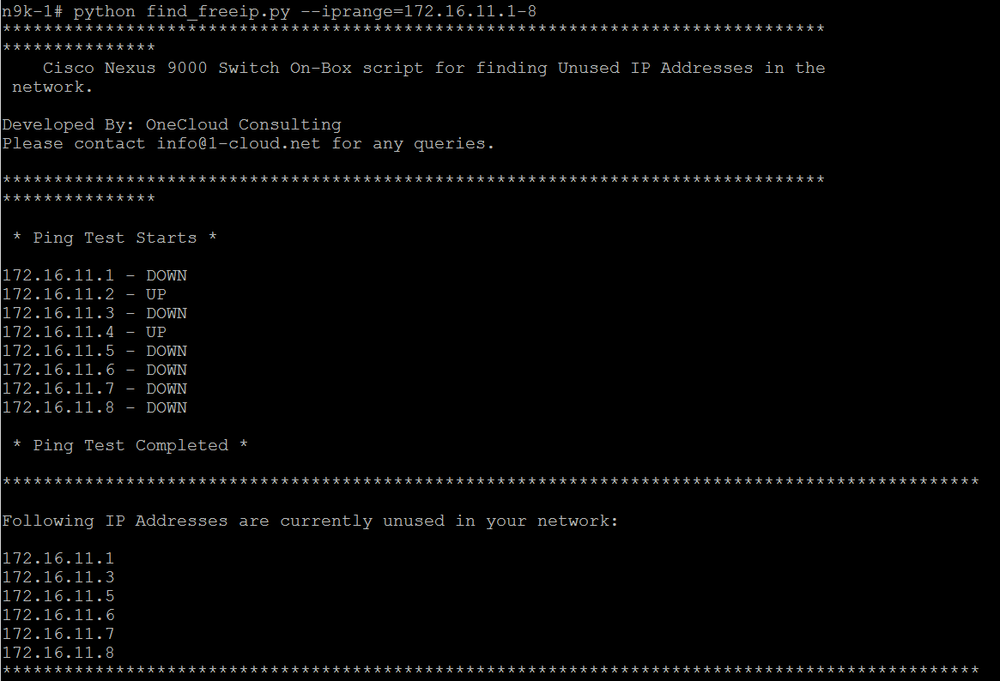 n9k-1# python find_freeip.py --iprange=172.16.11.1-8
********************************************************************************
***************
    Cisco Nexus 9000 Switch On-Box script for finding Unused IP Addresses in the
 network.

Developed By: OneCloud Consulting
Please contact info@1-cloud.net for any queries.

********************************************************************************
***************

 * Ping Test Starts *

172.16.11.1 - DOWN
172.16.11.2 - UP
172.16.11.3 - DOWN
172.16.11.4 - UP
172.16.11.5 - DOWN
172.16.11.6 - DOWN
172.16.11.7 - DOWN
172.16.11.8 - DOWN

 * Ping Test Completed *

***********************************************************************************************

Following IP Addresses are currently unused in your network:

172.16.11.1
172.16.11.3
172.16.11.5
172.16.11.6
172.16.11.7
172.16.11.8
***********************************************************************************************